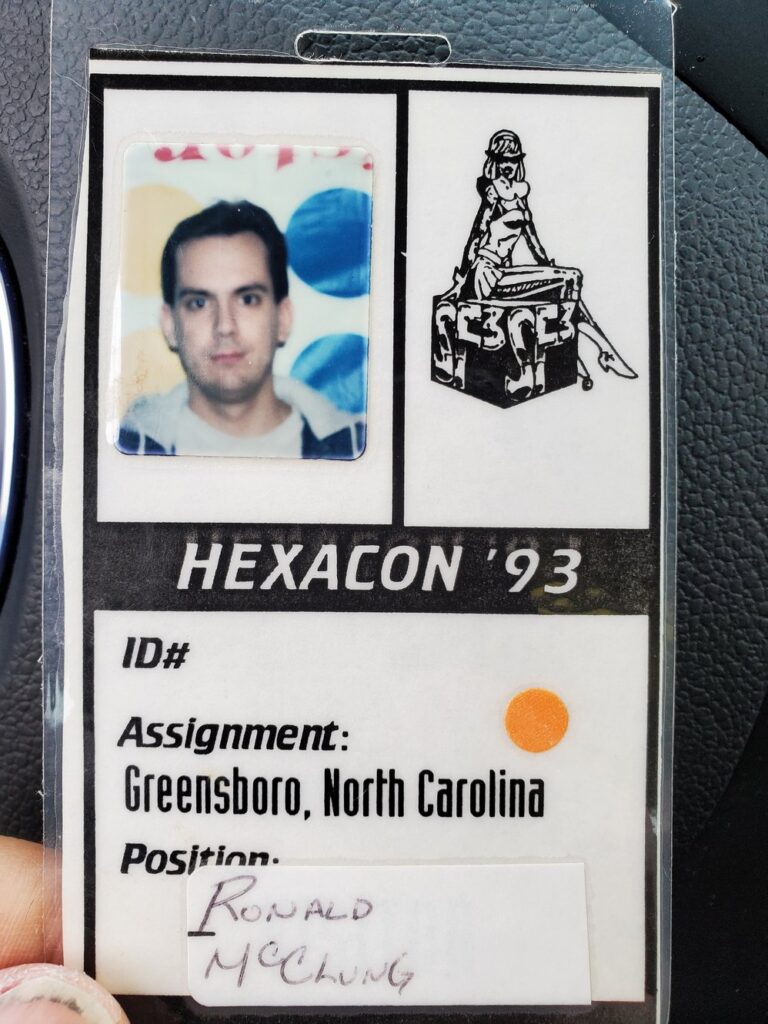 HEXACON '93
ID#
Assignment:
Greensboro, North Carolina
Position:
RONALD
McCLUNG